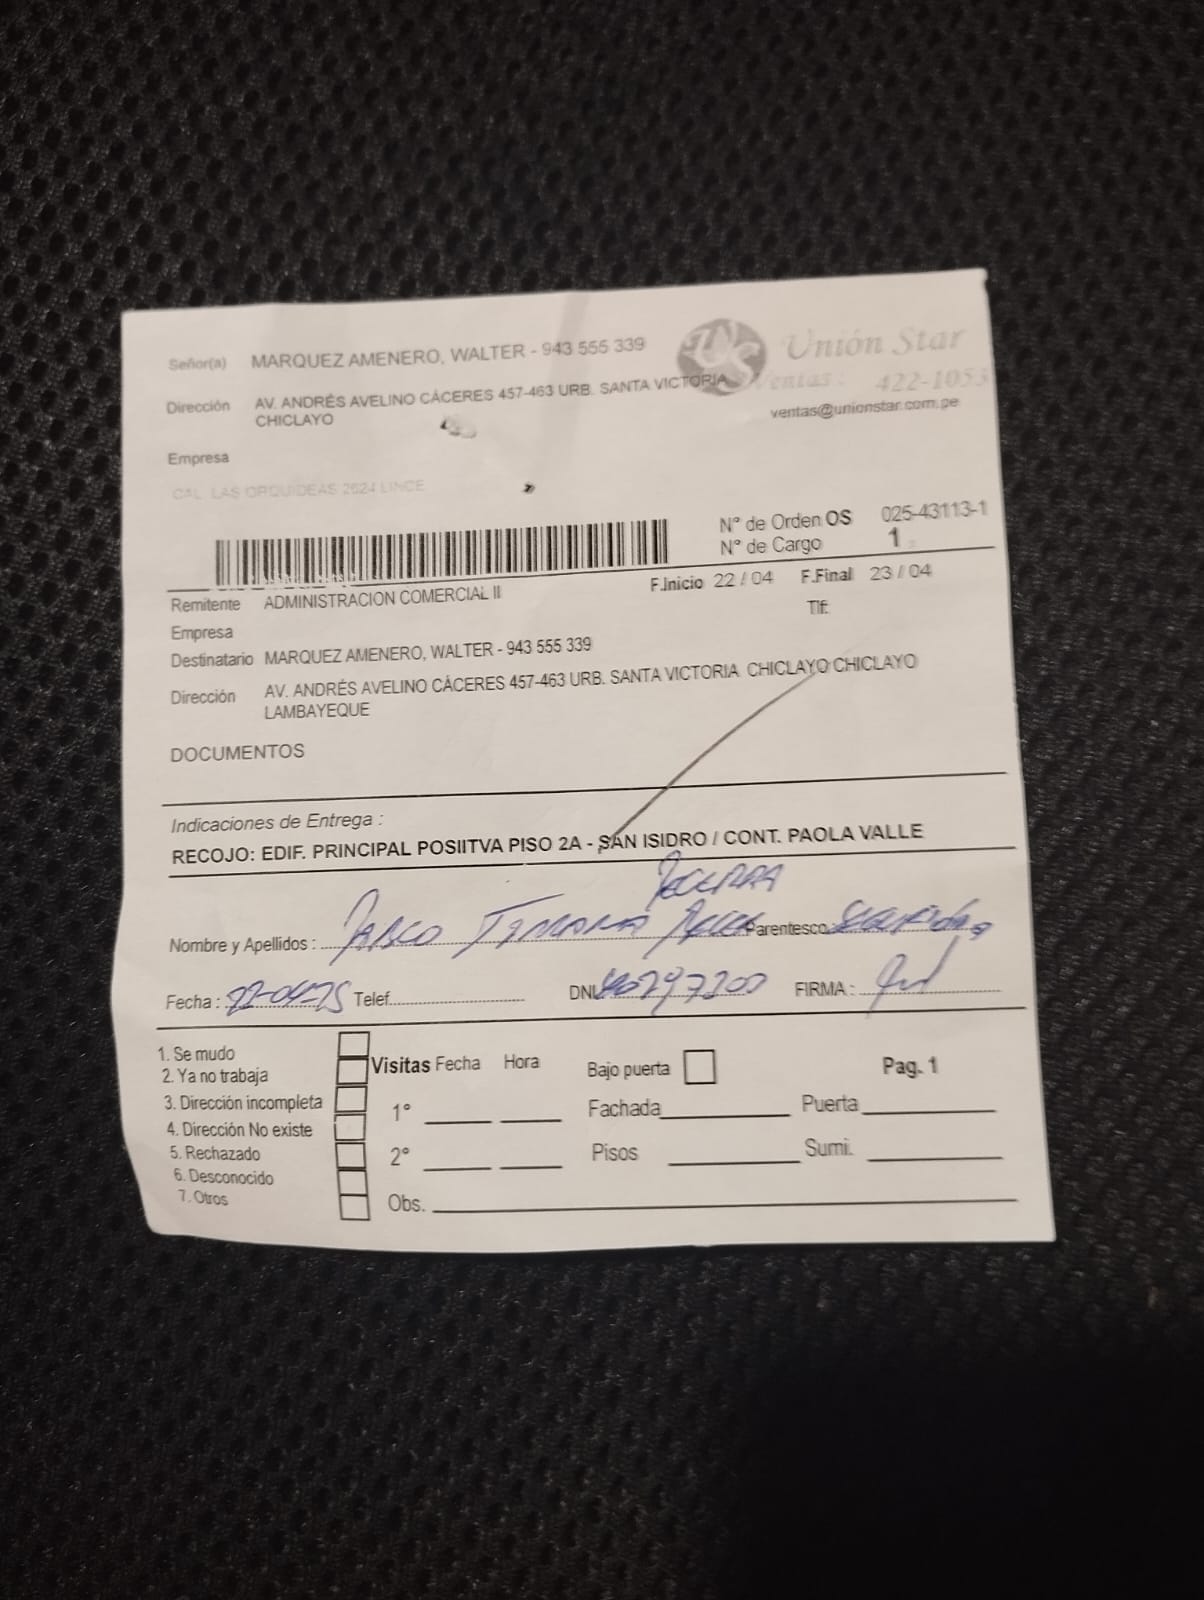 Señor(a) MARQUEZ AMENERO, WALTER - 943 555 339
Unión Star
Dirección AV. ANDRÉS AVELINO CÁCERES 457-463 URB. SANTA VICTORIA
CHICLAYO
Ventas: 422-1053
ventas@unionstar.com.pe
Empresa
CAL. LAS ORQUIDEAS 2624 LINCE
N° de Orden OS 025-43113-1
N° de Cargo 1
Remitente ADMINISTRACION COMERCIAL II
F.Inicio 22 / 04 F.Final 23 / 04
Empresa
Tlf:
Destinatario MARQUEZ AMENERO, WALTER - 943 555 339
Dirección AV. ANDRÉS AVELINO CÁCERES 457-463 URB. SANTA VICTORIA CHICLAYO CHICLAYO
LAMBAYEQUE
DOCUMENTOS
Indicaciones de Entrega :
RECOJO: EDIF. PRINCIPAL POSIITVA PISO 2A - SAN ISIDRO / CONT. PAOLA VALLE
Nombre y Apellidos : Parentesco:
Fecha : 22-04-25 Telef. DNI FIRMA :
1. Se mudo
2. Ya no trabaja
3. Dirección incompleta
4. Dirección No existe
5. Rechazado
6. Desconocido
7. Otros
Visitas Fecha Hora
1°
2°
Obs.
Bajo puerta Pag. 1
Fachada Puerta
Pisos Sumi.